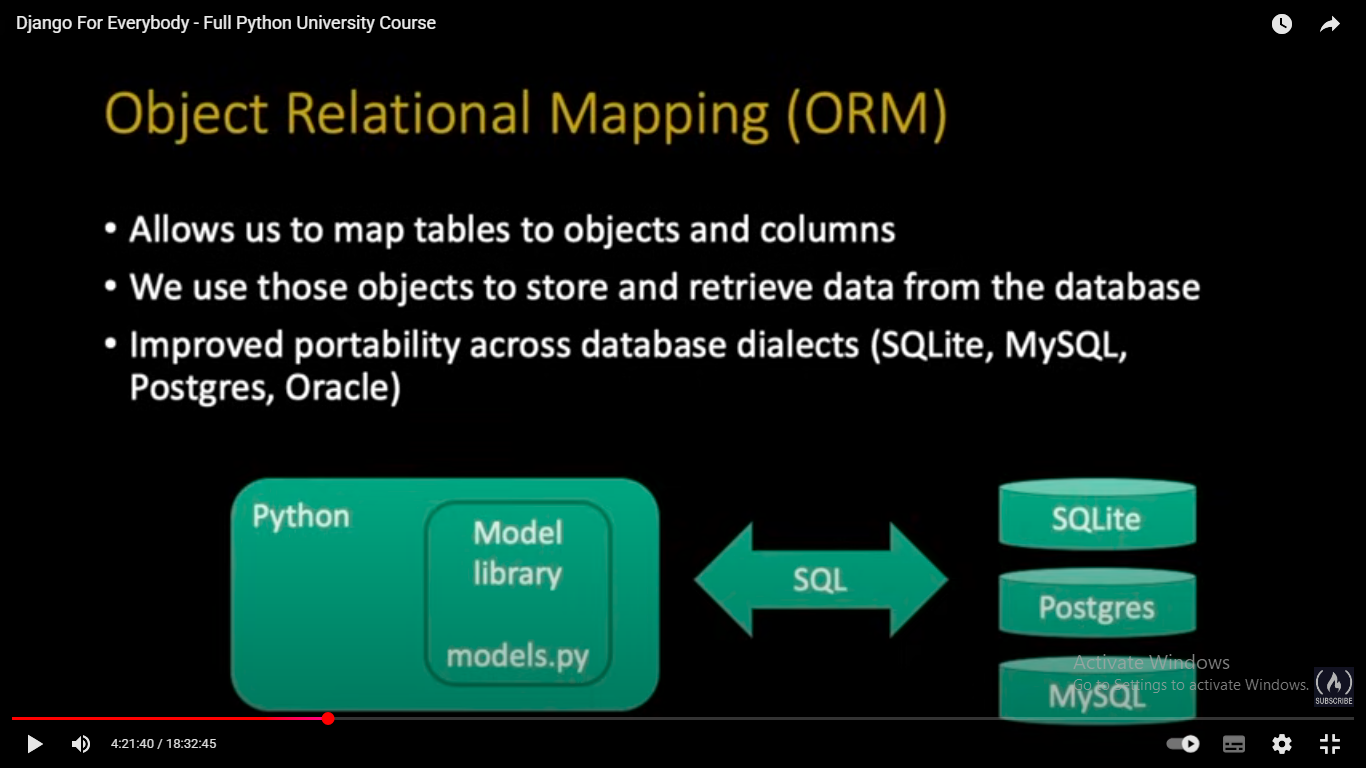 Django For Everybody - Full Python University Course
Object Relational Mapping (ORM)
• Allows us to map tables to objects and columns
• We use those objects to store and retrieve data from the database
• Improved portability across database dialects (SQLite, MySQL,
Postgres, Oracle)
Python
Model
library
models.py
SQL
SQLite
Postgres
MySQL
Activate Windows
Go to Settings to activate Windows.
SUBSCRIBE
4:21:40 / 18:32:45